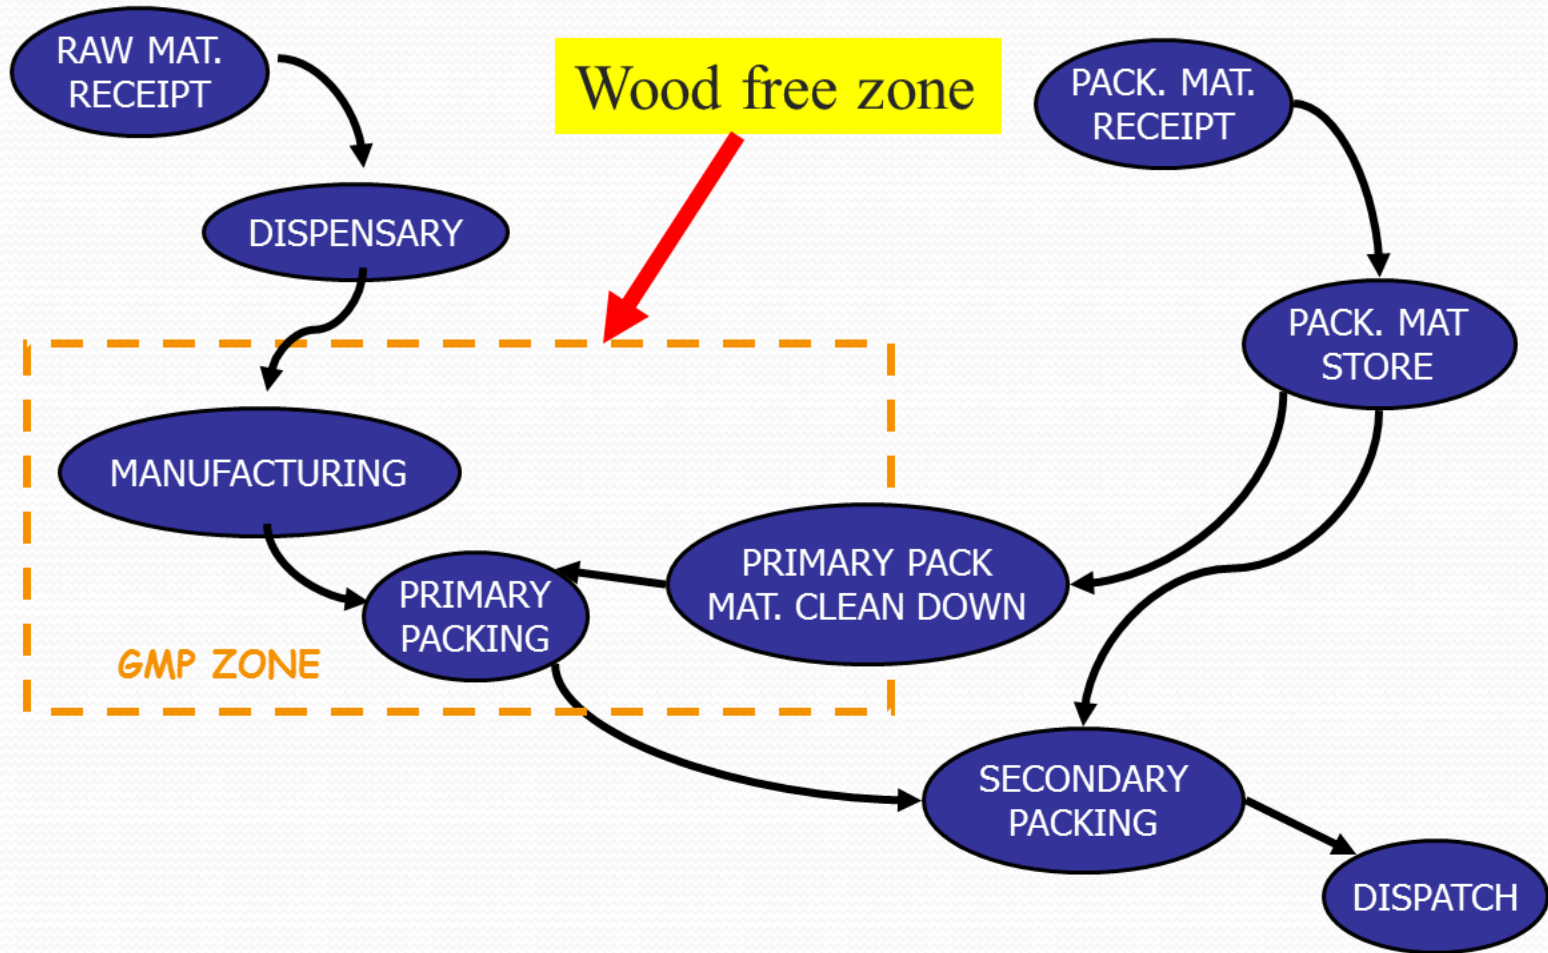 RAW MAT.
RECEIPT
Wood free zone
PACK. MAT.
RECEIPT
DISPENSARY
PACK. MAT
STORE
MANUFACTURING
PRIMARY PACK
MAT. CLEAN DOWN
PRIMARY
PACKING
GMP ZONE
SECONDARY
PACKING
DISPATCH